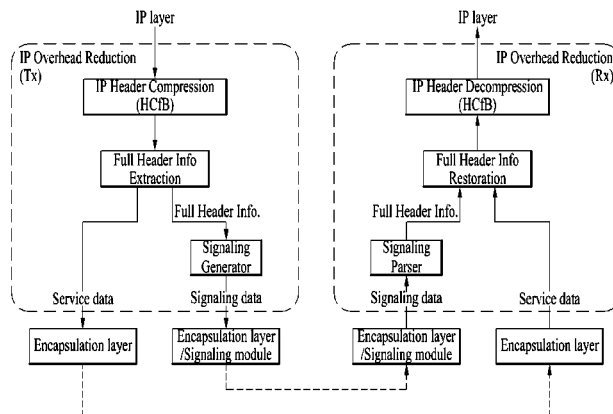 IP layer
IP layer
IP Overhead Reduction
(Tx)
IP Overhead Reduction
(Rx)
IP Header Compression
(HCfB)
IP Header Decompression
(HCfB)
Full Header Info
Extraction
Full Header Info
Restoration
Full Header Info.
Full Header Info.
Signaling
Generator
Signaling
Parser
Service data
Signaling data
Signaling data
Service data
Encapsulation layer
Encapsulation layer
/Signaling module
Encapsulation layer
/Signaling module
Encapsulation layer